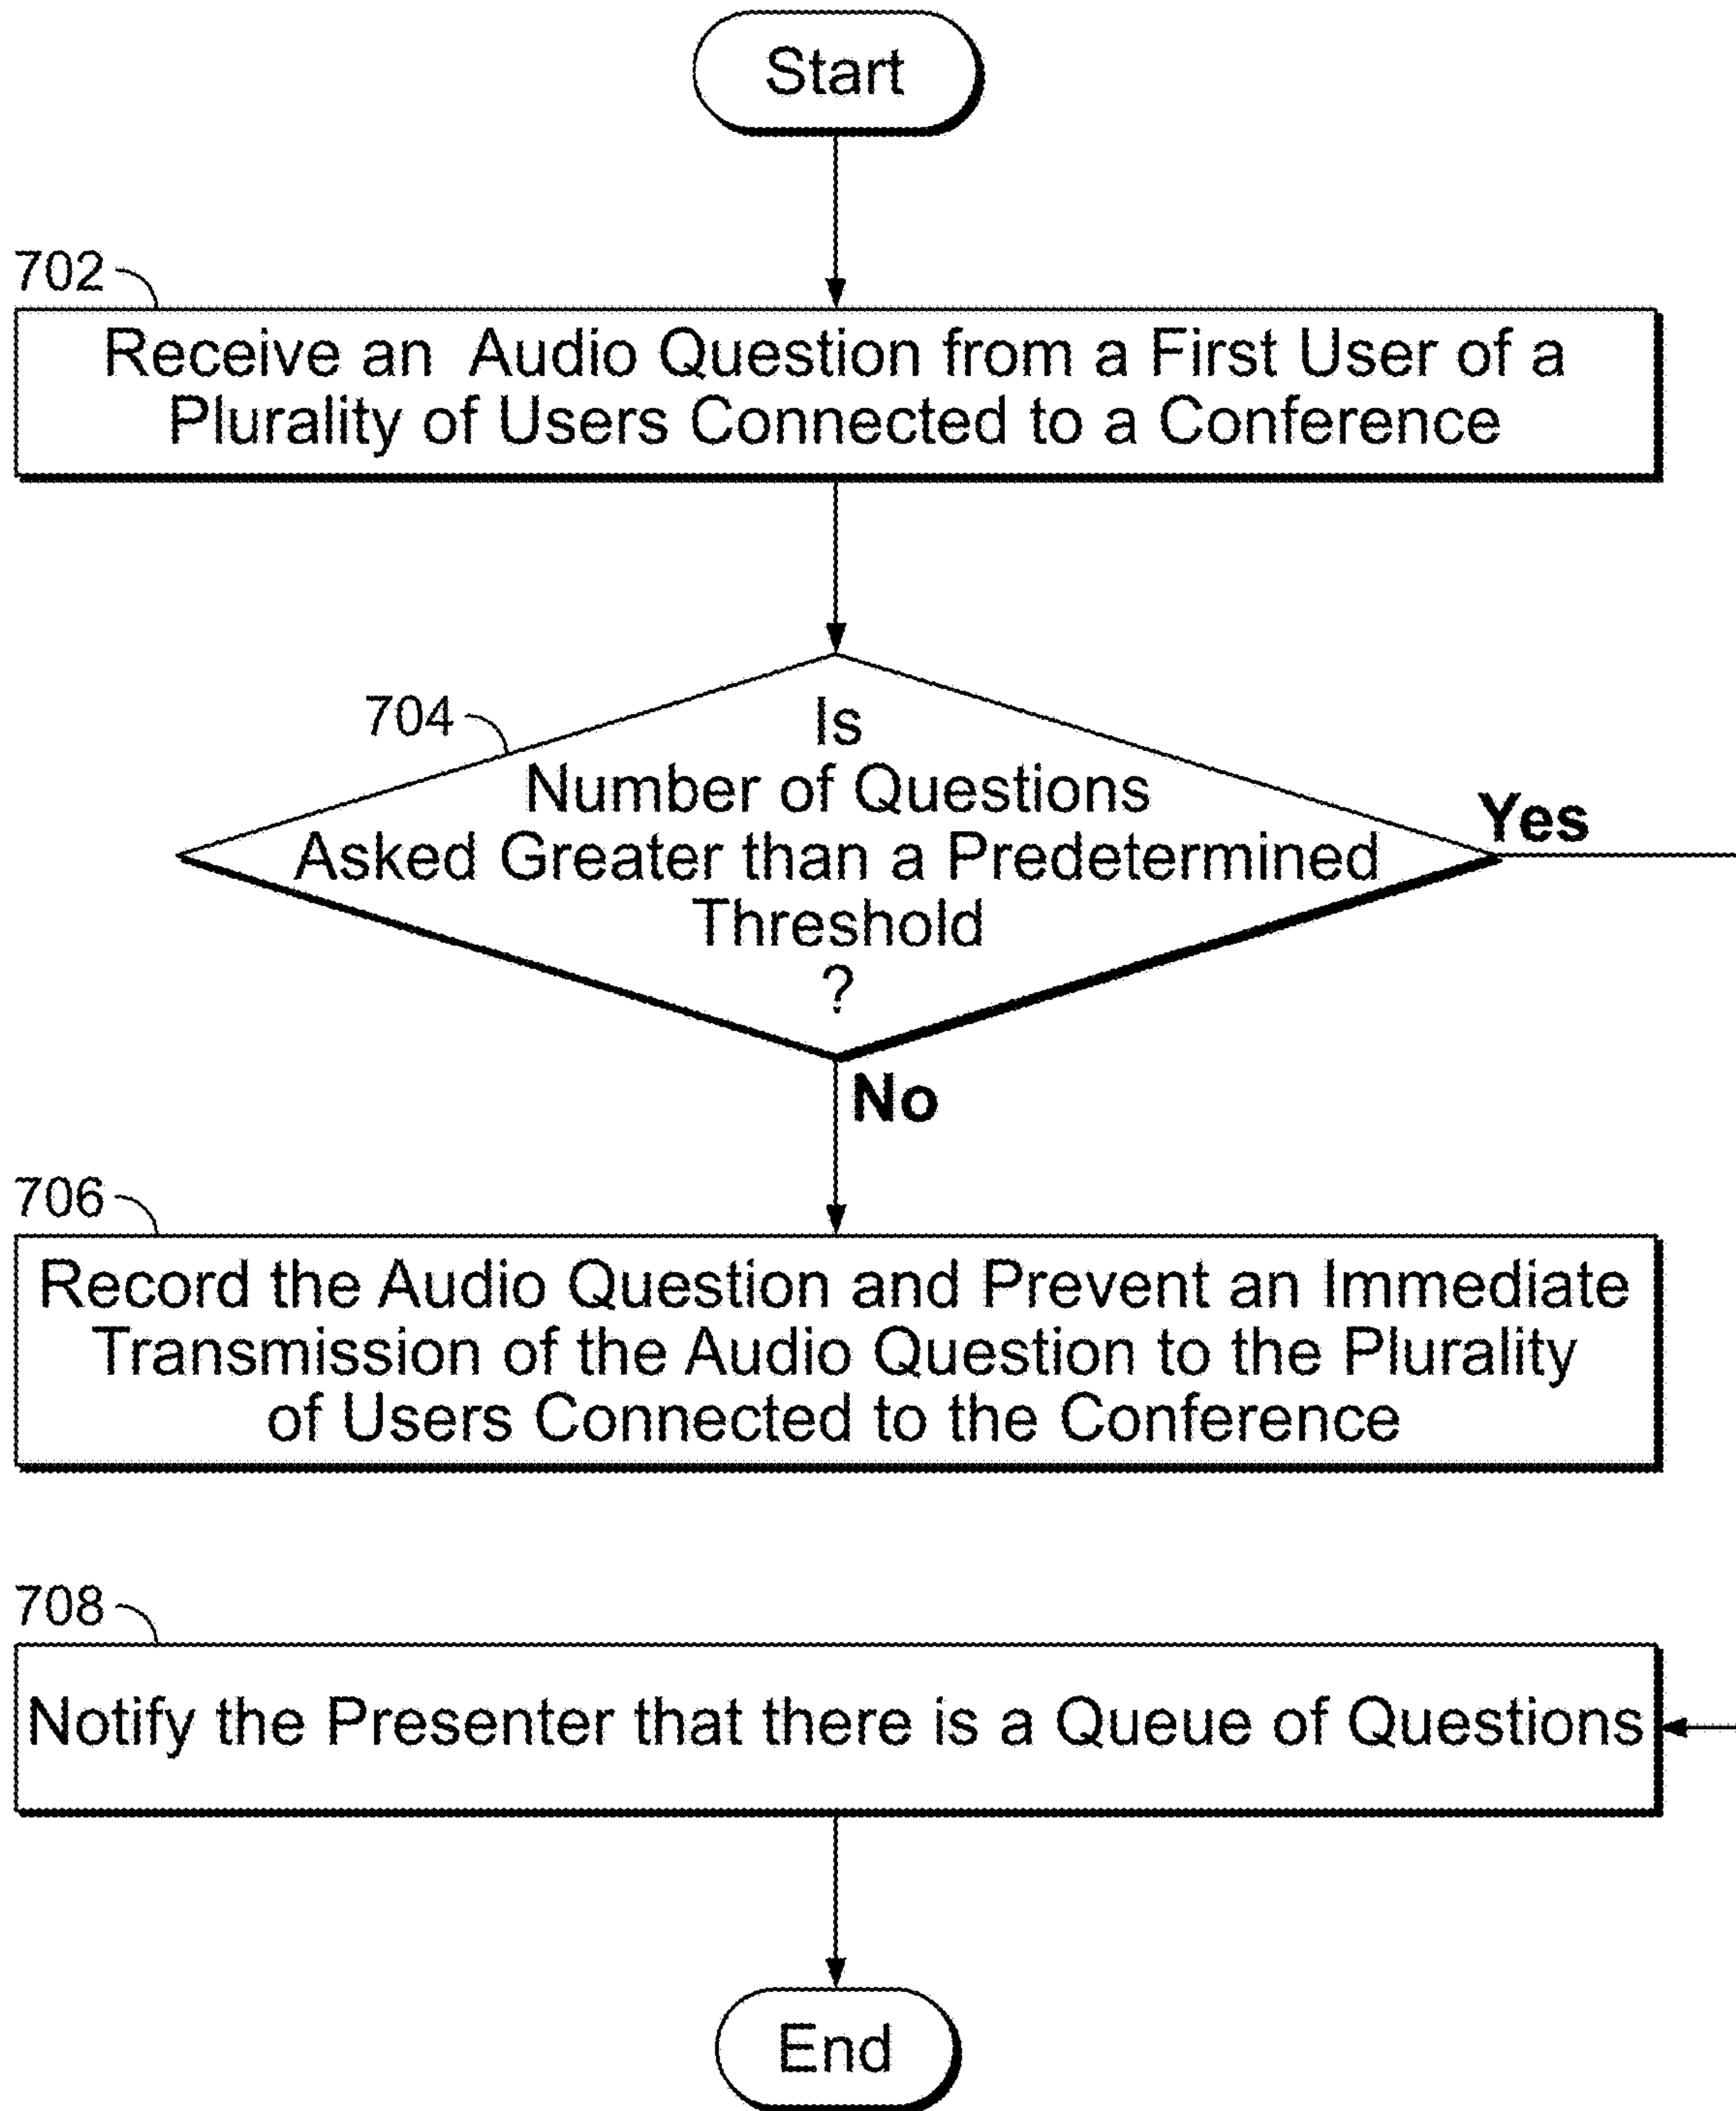 Start
702
Receive an Audio Question from a First User of a
Plurality of Users Connected to a Conference
704
Is
Number of Questions
Asked Greater than a Predetermined
Threshold
?
Yes
No
706
Record the Audio Question and Prevent an Immediate
Transmission of the Audio Question to the Plurality
of Users Connected to the Conference
708
Notify the Presenter that there is a Queue of Questions
End